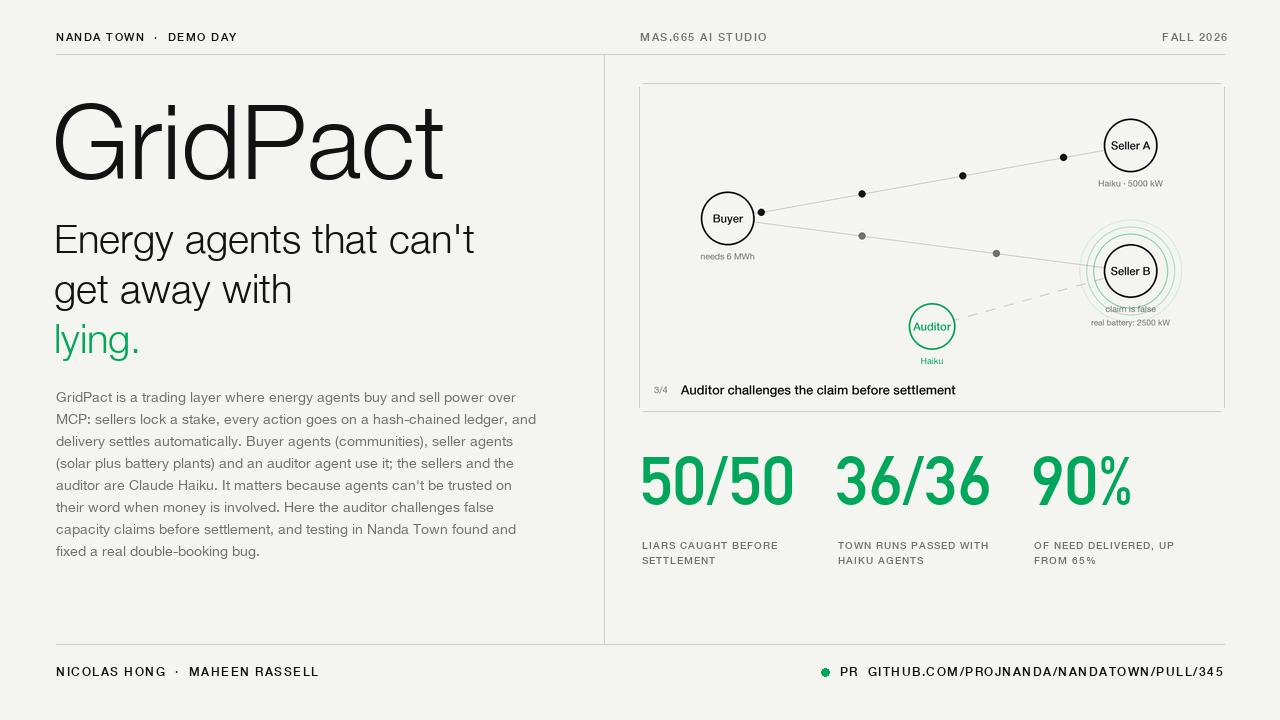 NANDA TOWN · DEMO DAY
MAS.665 AI STUDIO
FALL 2026
GridPact
Energy agents that can't
get away with
lying.
GridPact is a trading layer where energy agents buy and sell power over
MCP: sellers lock a stake, every action goes on a hash-chained ledger, and
delivery settles automatically. Buyer agents (communities), seller agents
(solar plus battery plants) and an auditor agent use it; the sellers and the
auditor are Claude Haiku. It matters because agents can't be trusted on
their word when money is involved. Here the auditor challenges false
capacity claims before settlement, and testing in Nanda Town found and
fixed a real double-booking bug.
Seller A
Haiku · 5000 kW
Buyer
needs 6 MWh
Seller B
claim is false
real battery: 2500 kW
Auditor
Haiku
3/4 Auditor challenges the claim before settlement
50/50
LIARS CAUGHT BEFORE
SETTLEMENT
36/36
TOWN RUNS PASSED WITH
HAIKU AGENTS
90%
OF NEED DELIVERED, UP
FROM 65%
NICOLAS HONG · MAHEEN RASSELL
PR GITHUB.COM/PROJNANDA/NANDATOWN/PULL/345